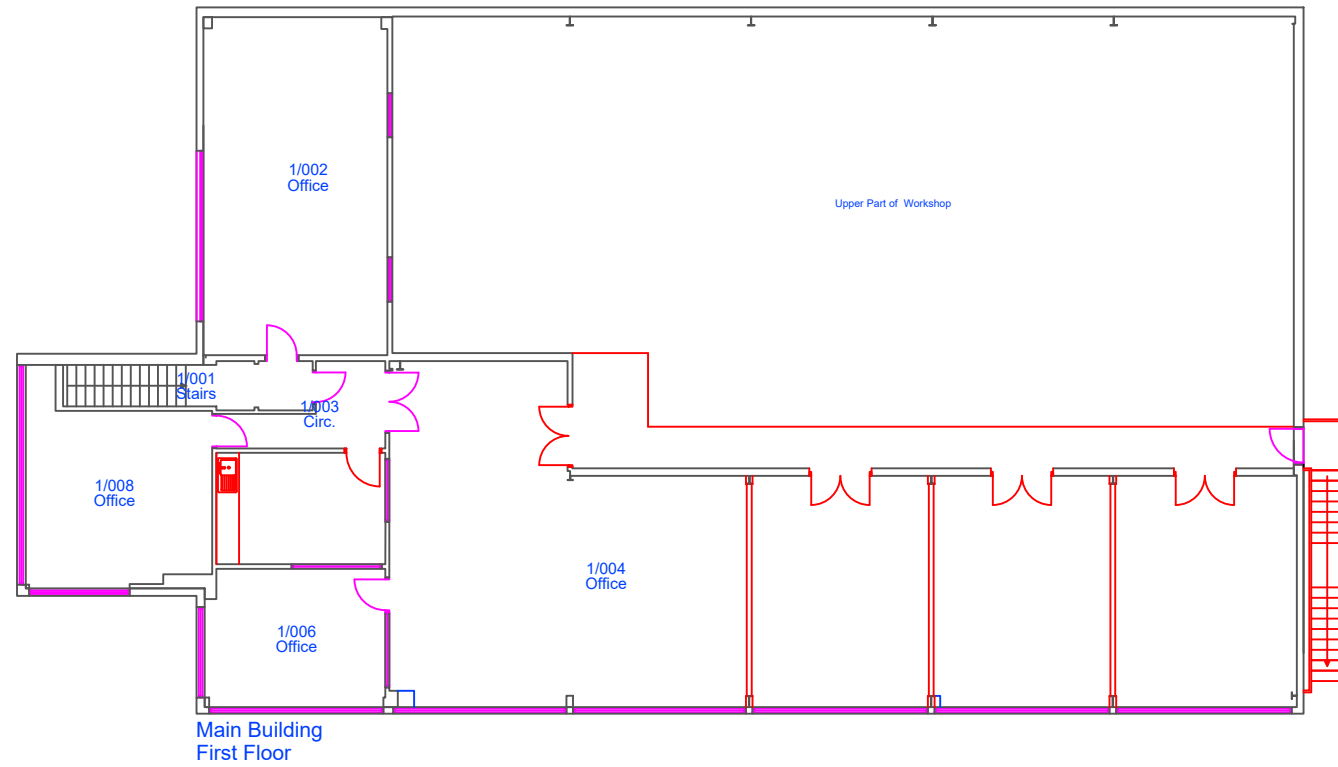 1/002
Office
Upper Part of Workshop
1/001
Stairs
1/003
Circ.
1/008
Office
1/004
Office
1/006
Office
Main Building
First Floor